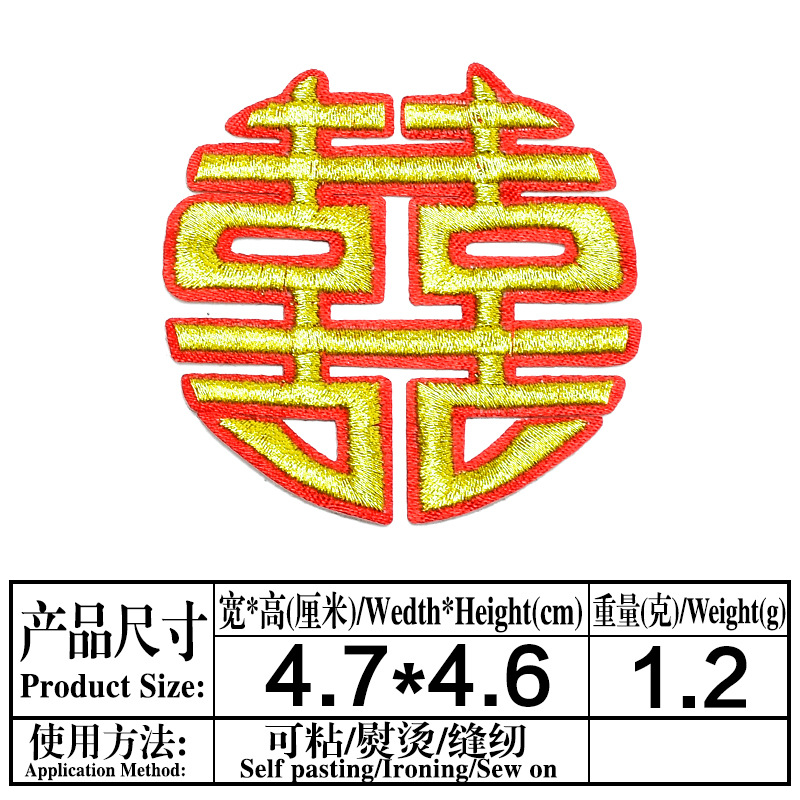 囍
产品尺寸
Product Size:
宽*高(厘米)/Wedth*Height(cm)
重量(克)/Weight(g)
4.7*4.6
1.2
使用方法:
Application Method:
可粘/熨烫/缝纫
Self pasting/Ironing/Sew on